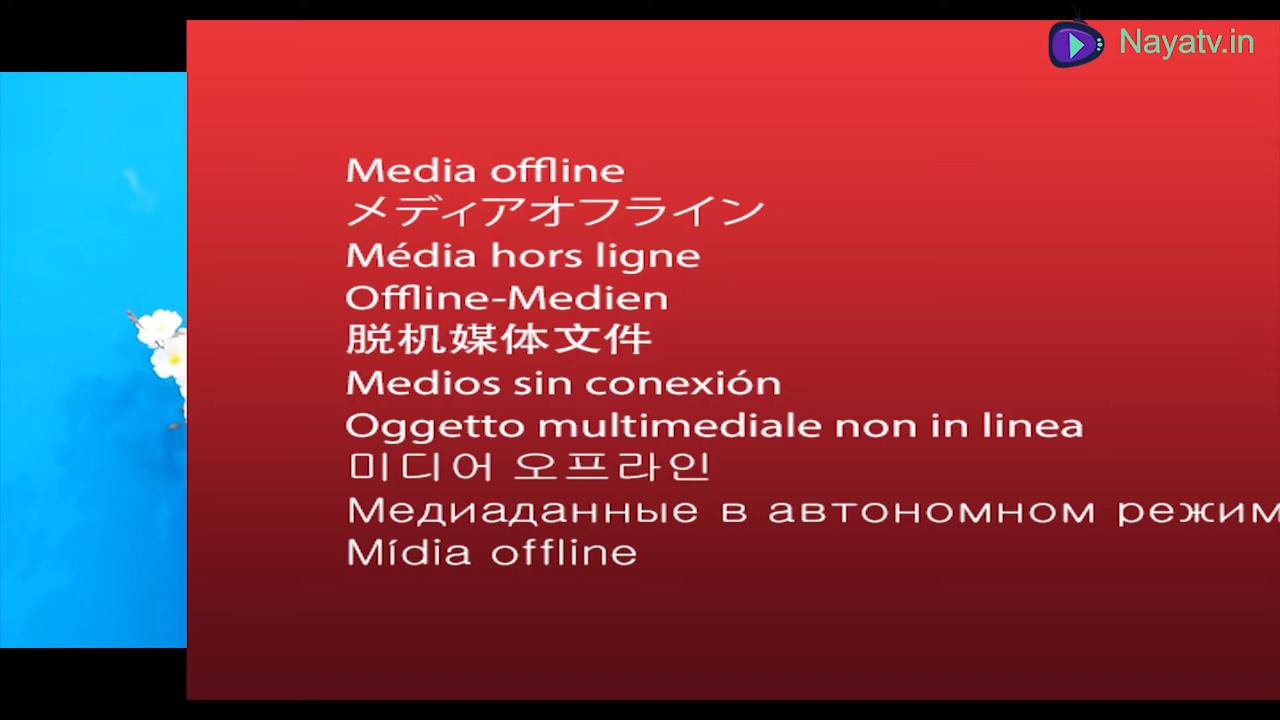 Nayatv.in
Media offline
メディアオフライン
Média hors ligne
Offline-Medien
脱机媒体文件
Medios sin conexión
Oggetto multimediale non in linea
미디어 오프라인
Медиаданные в автономном режим
Mídia offline